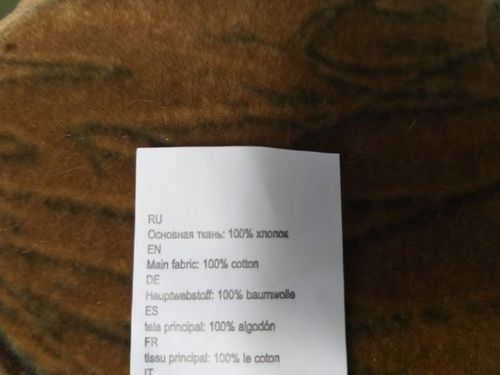 RU
Основная ткань: 100% хлопок
EN
Main fabric: 100% cotton
DE
Hauptwebstoff: 100% baumwolle
ES
tela principal: 100% algodón
FR
tissu principal: 100% le coton
IT